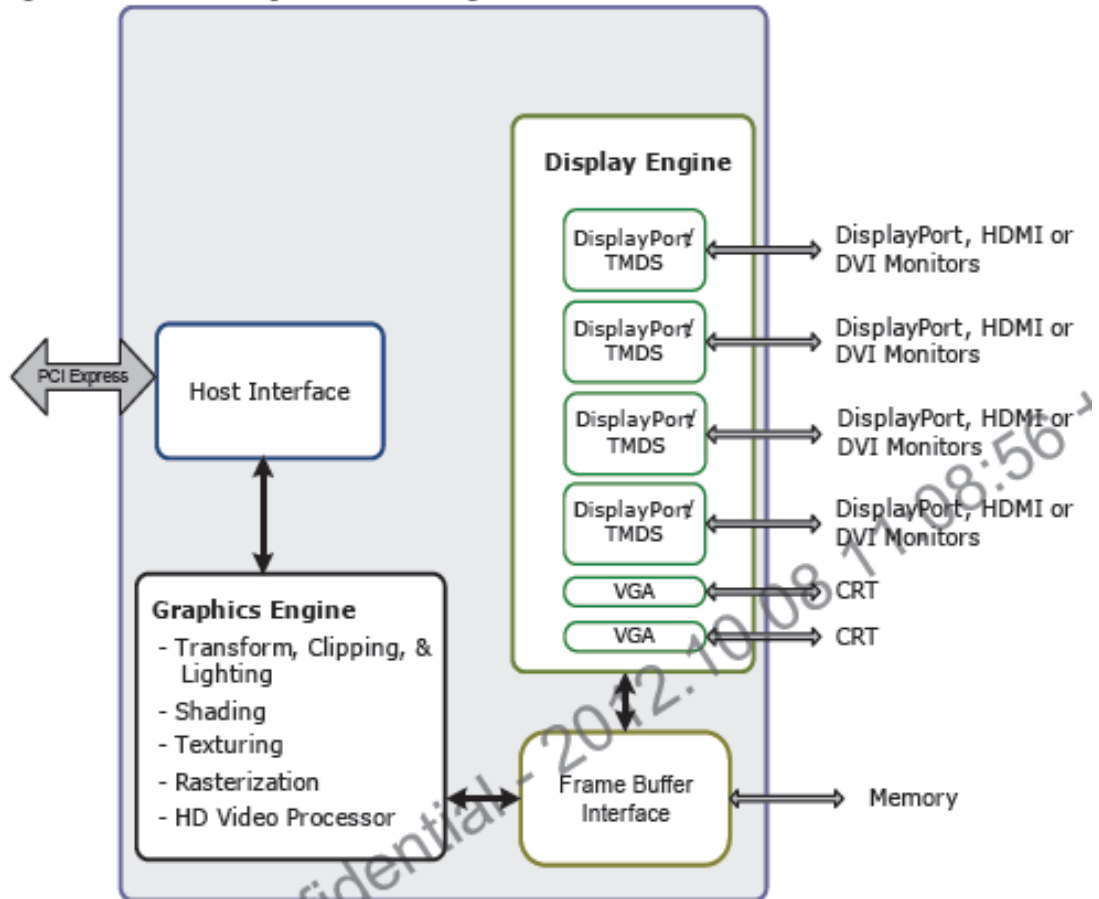 Display Engine
DisplayPort/
TMDS
DisplayPort, HDMI or
DVI Monitors
DisplayPort/
TMDS
DisplayPort, HDMI or
DVI Monitors
DisplayPort/
TMDS
DisplayPort, HDMI or
DVI Monitors
DisplayPort/
TMDS
DisplayPort, HDMI or
DVI Monitors
VGA
CRT
VGA
CRT
PCI Express
Host Interface
Graphics Engine
- Transform, Clipping, &
Lighting
- Shading
- Texturing
- Rasterization
- HD Video Processor
Frame Buffer
Interface
Memory
fidential - 2012.10.08 11:08:56 +